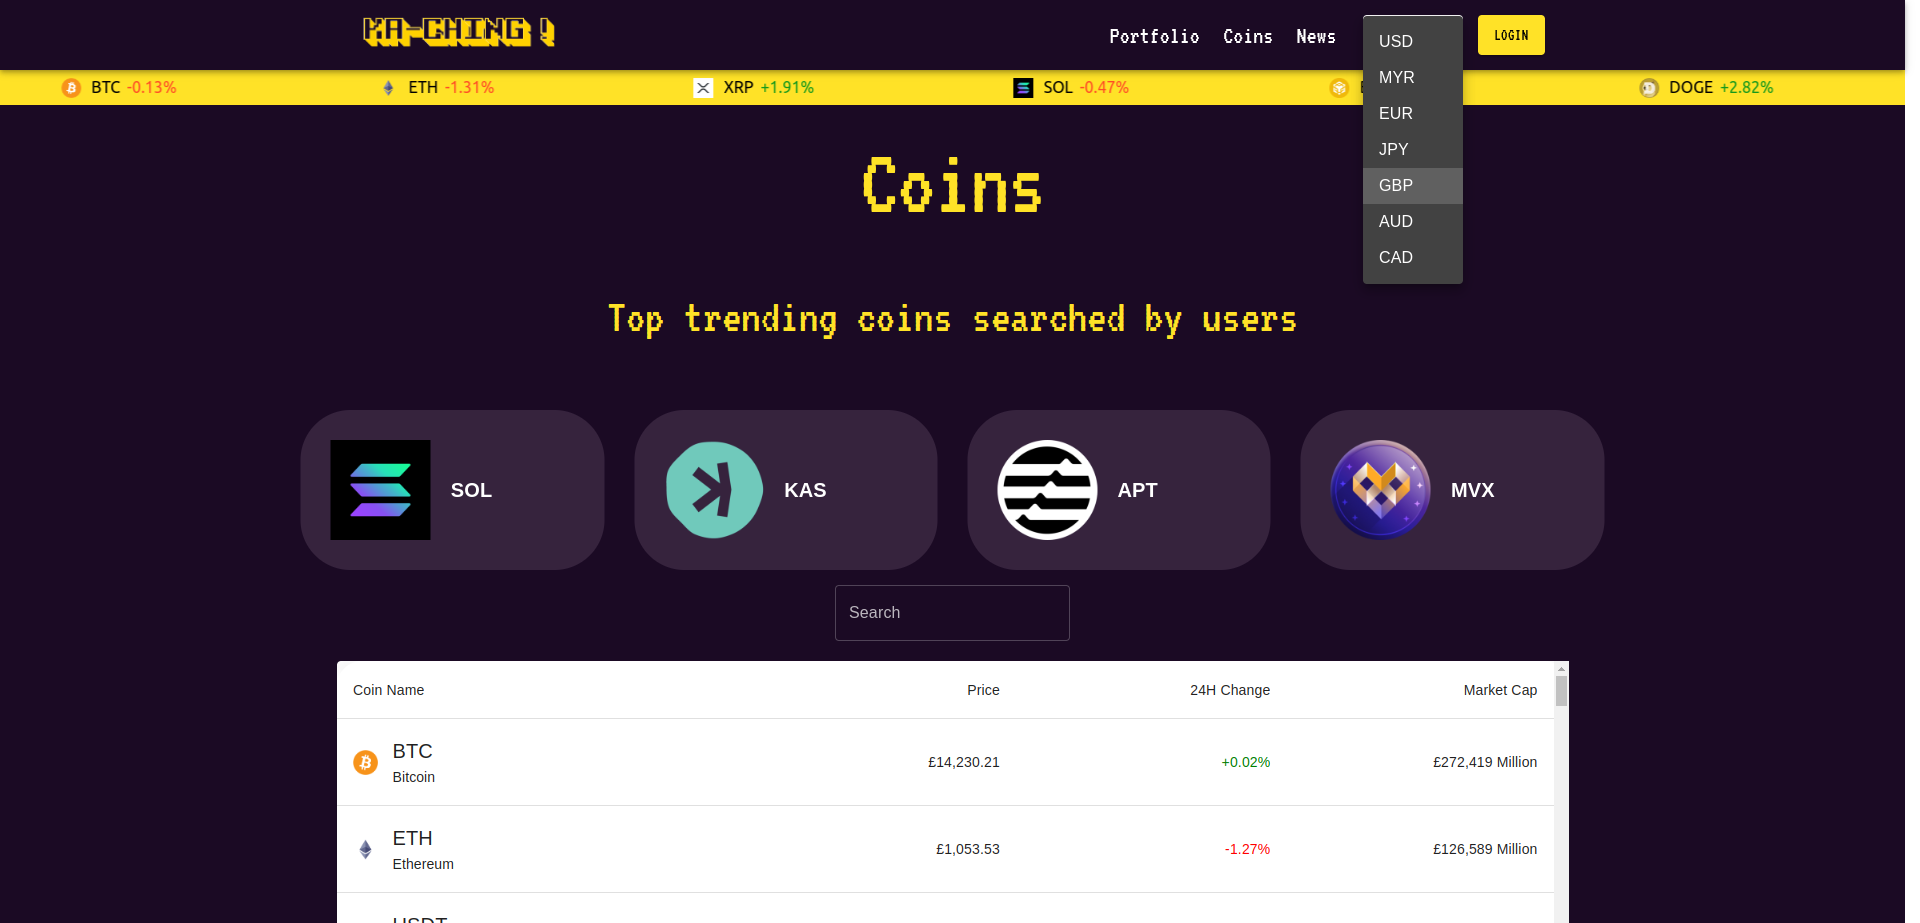 KA-CHING !
Portfolio Coins News
USD
MYR
EUR
JPY
GBP
AUD
CAD
LOGIN
BTC -0.13% ETH -1.31% XRP +1.91% SOL -0.47% DOGE +2.82%
Coins
Top trending coins searched by users
SOL KAS APT MVX
Search
Coin Name Price 24H Change Market Cap
BTC
Bitcoin £14,230.21 +0.02% £272,419 Million
ETH
Ethereum £1,053.53 -1.27% £126,589 Million
USDT